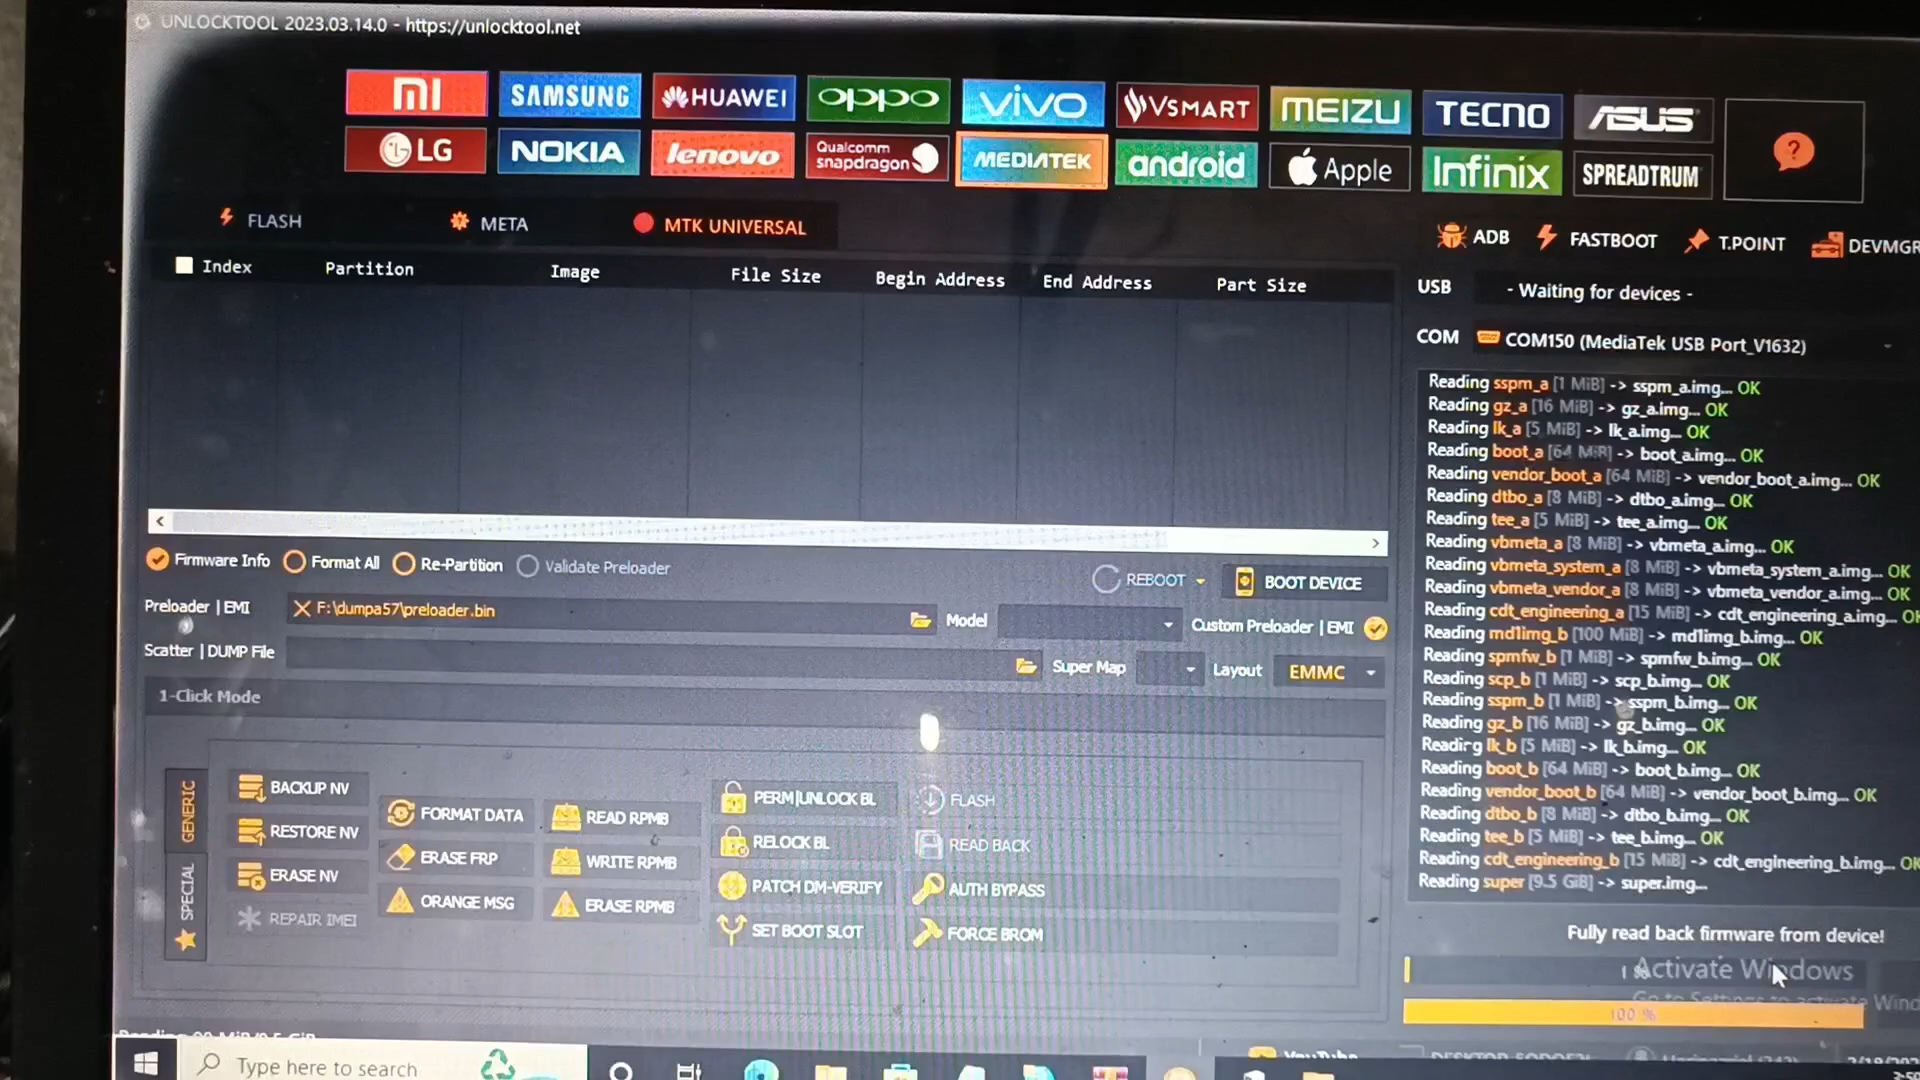 UNLOCKTOOL 2023.03.14.0 - https://unlocktool.net
MI SAMSUNG HUAWEI oppo vivo VSMART MEIZU TECNO ASUS ?
LG NOKIA lenovo Qualcomm snapdragon MEDIATEK android Apple Infinix SPREADTRUM
FLASH META MTK UNIVERSAL
ADB FASTBOOT T.POINT DEVMGR
Index Partition Image File Size Begin Address End Address Part Size
USB - Waiting for devices -
COM COM150 (MediaTek USB Port_V1632)
Reading sspm_a [1 MiB] -> sspm_a.img... OK
Reading gz_a [16 MiB] -> gz_a.img... OK
Reading lk_a [5 MiB] -> lk_a.img... OK
Reading boot_a [64 MiB] -> boot_a.img... OK
Reading vendor_boot_a [64 MiB] -> vendor_boot_a.img... OK
Reading dtbo_a [8 MiB] -> dtbo_a.img... OK
Reading tee_a [5 MiB] -> tee_a.img... OK
Reading vbmeta_a [8 MiB] -> vbmeta_a.img... OK
Reading vbmeta_system_a [8 MiB] -> vbmeta_system_a.img... OK
Reading vbmeta_vendor_a [8 MiB] -> vbmeta_vendor_a.img... OK
Reading cdt_engineering_a [15 MiB] -> cdt_engineering_a.img... OK
Reading md1img_b [100 MiB] -> md1img_b.img... OK
Reading spmfw_b [1 MiB] -> spmfw_b.img... OK
Reading scp_b [1 MiB] -> scp_b.img... OK
Reading sspm_b [1 MiB] -> sspm_b.img... OK
Reading gz_b [16 MiB] -> gz_b.img... OK
Reading lk_b [5 MiB] -> lk_b.img... OK
Reading boot_b [64 MiB] -> boot_b.img... OK
Reading vendor_boot_b [64 MiB] -> vendor_boot_b.img... OK
Reading dtbo_b [8 MiB] -> dtbo_b.img... OK
Reading tee_b [5 MiB] -> tee_b.img... OK
Reading cdt_engineering_b [15 MiB] -> cdt_engineering_b.img... OK
Reading super [9.5 GiB] -> super.img...
Firmware Info Format All Re-Partition Validate Preloader REBOOT BOOT DEVICE
Preloader | EMI F:\dumpa57\preloader.bin Model Custom Preloader | EMI
Scatter | DUMP File Super Map Layout EMMC
1-Click Mode
GENERIC
SPECIAL
BACKUP NV
RESTORE NV
ERASE NV
REPAIR IMEI
FORMAT DATA
ERASE FRP
ORANGE MSG
READ RPMB
WRITE RPMB
ERASE RPMB
PERM|UNLOCK BL
RELOCK BL
PATCH DM-VERIFY
SET BOOT SLOT
FLASH
READ BACK
AUTH BYPASS
FORCE BROM
Fully read back firmware from device!
Activate Windows
Go to Settings to activate Wind
100 %
Type here to search
YouTube